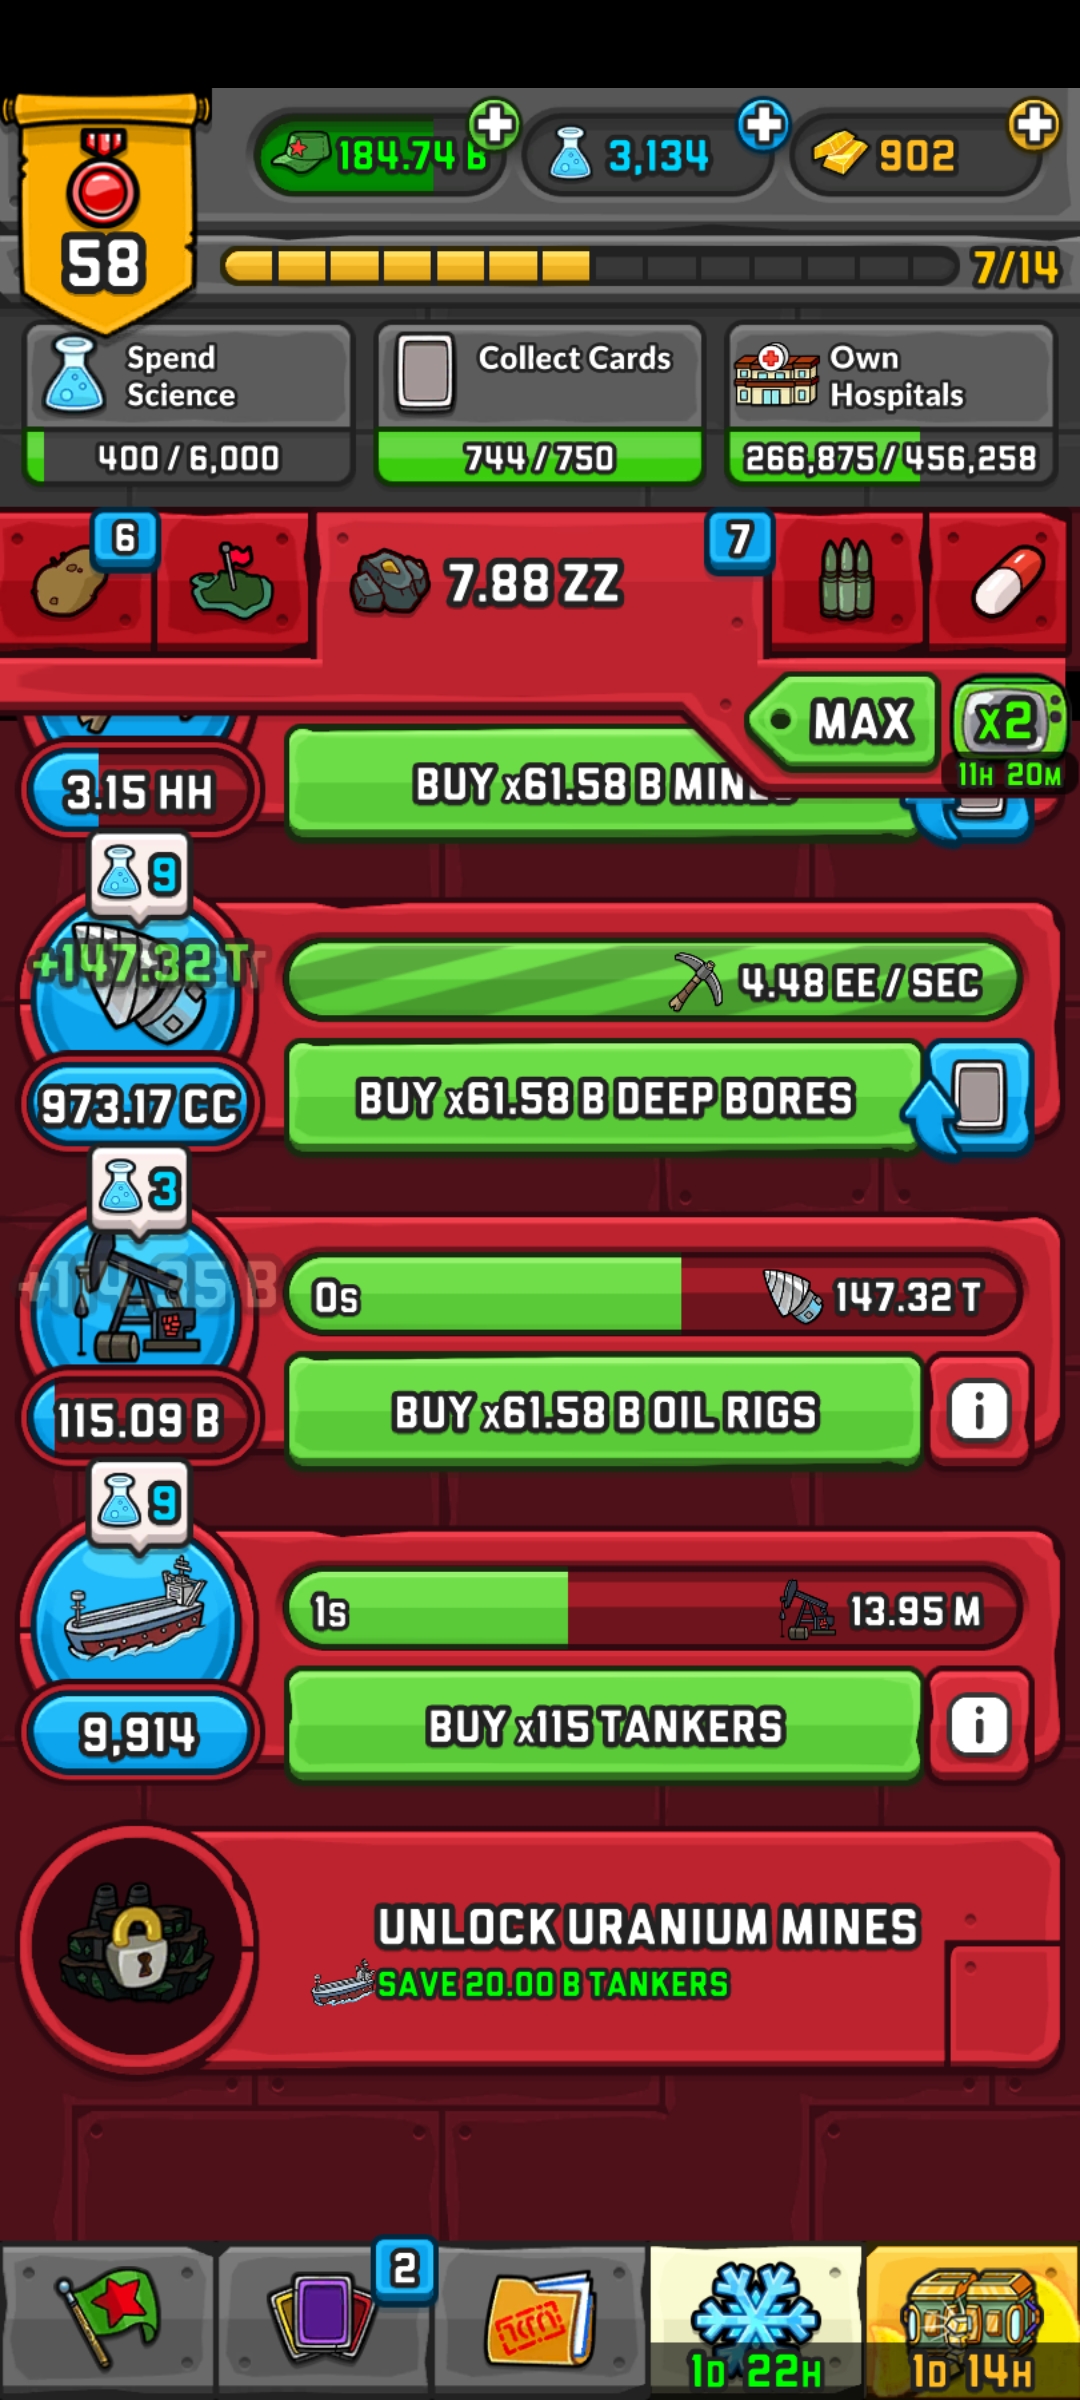 184.74 B
3,134
902
58
7/14
Spend
Science
400 / 6,000
Collect Cards
744 / 750
Own
Hospitals
266,875 / 456,258
6
7.88 ZZ
7
MAX
x2
11H 20M
3.15 HH
BUY x61.58 B
9
+147.32 T
4.48 EE / SEC
973.17 CC
BUY x61.58 B DEEP BORES
3
0s
147.32 T
115.09 B
BUY x61.58 B OIL RIGS
i
9
1s
13.95 M
9,914
BUY x115 TANKERS
i
UNLOCK URANIUM MINES
SAVE 20.00 B TANKERS
2
1D 22H
1D 14H